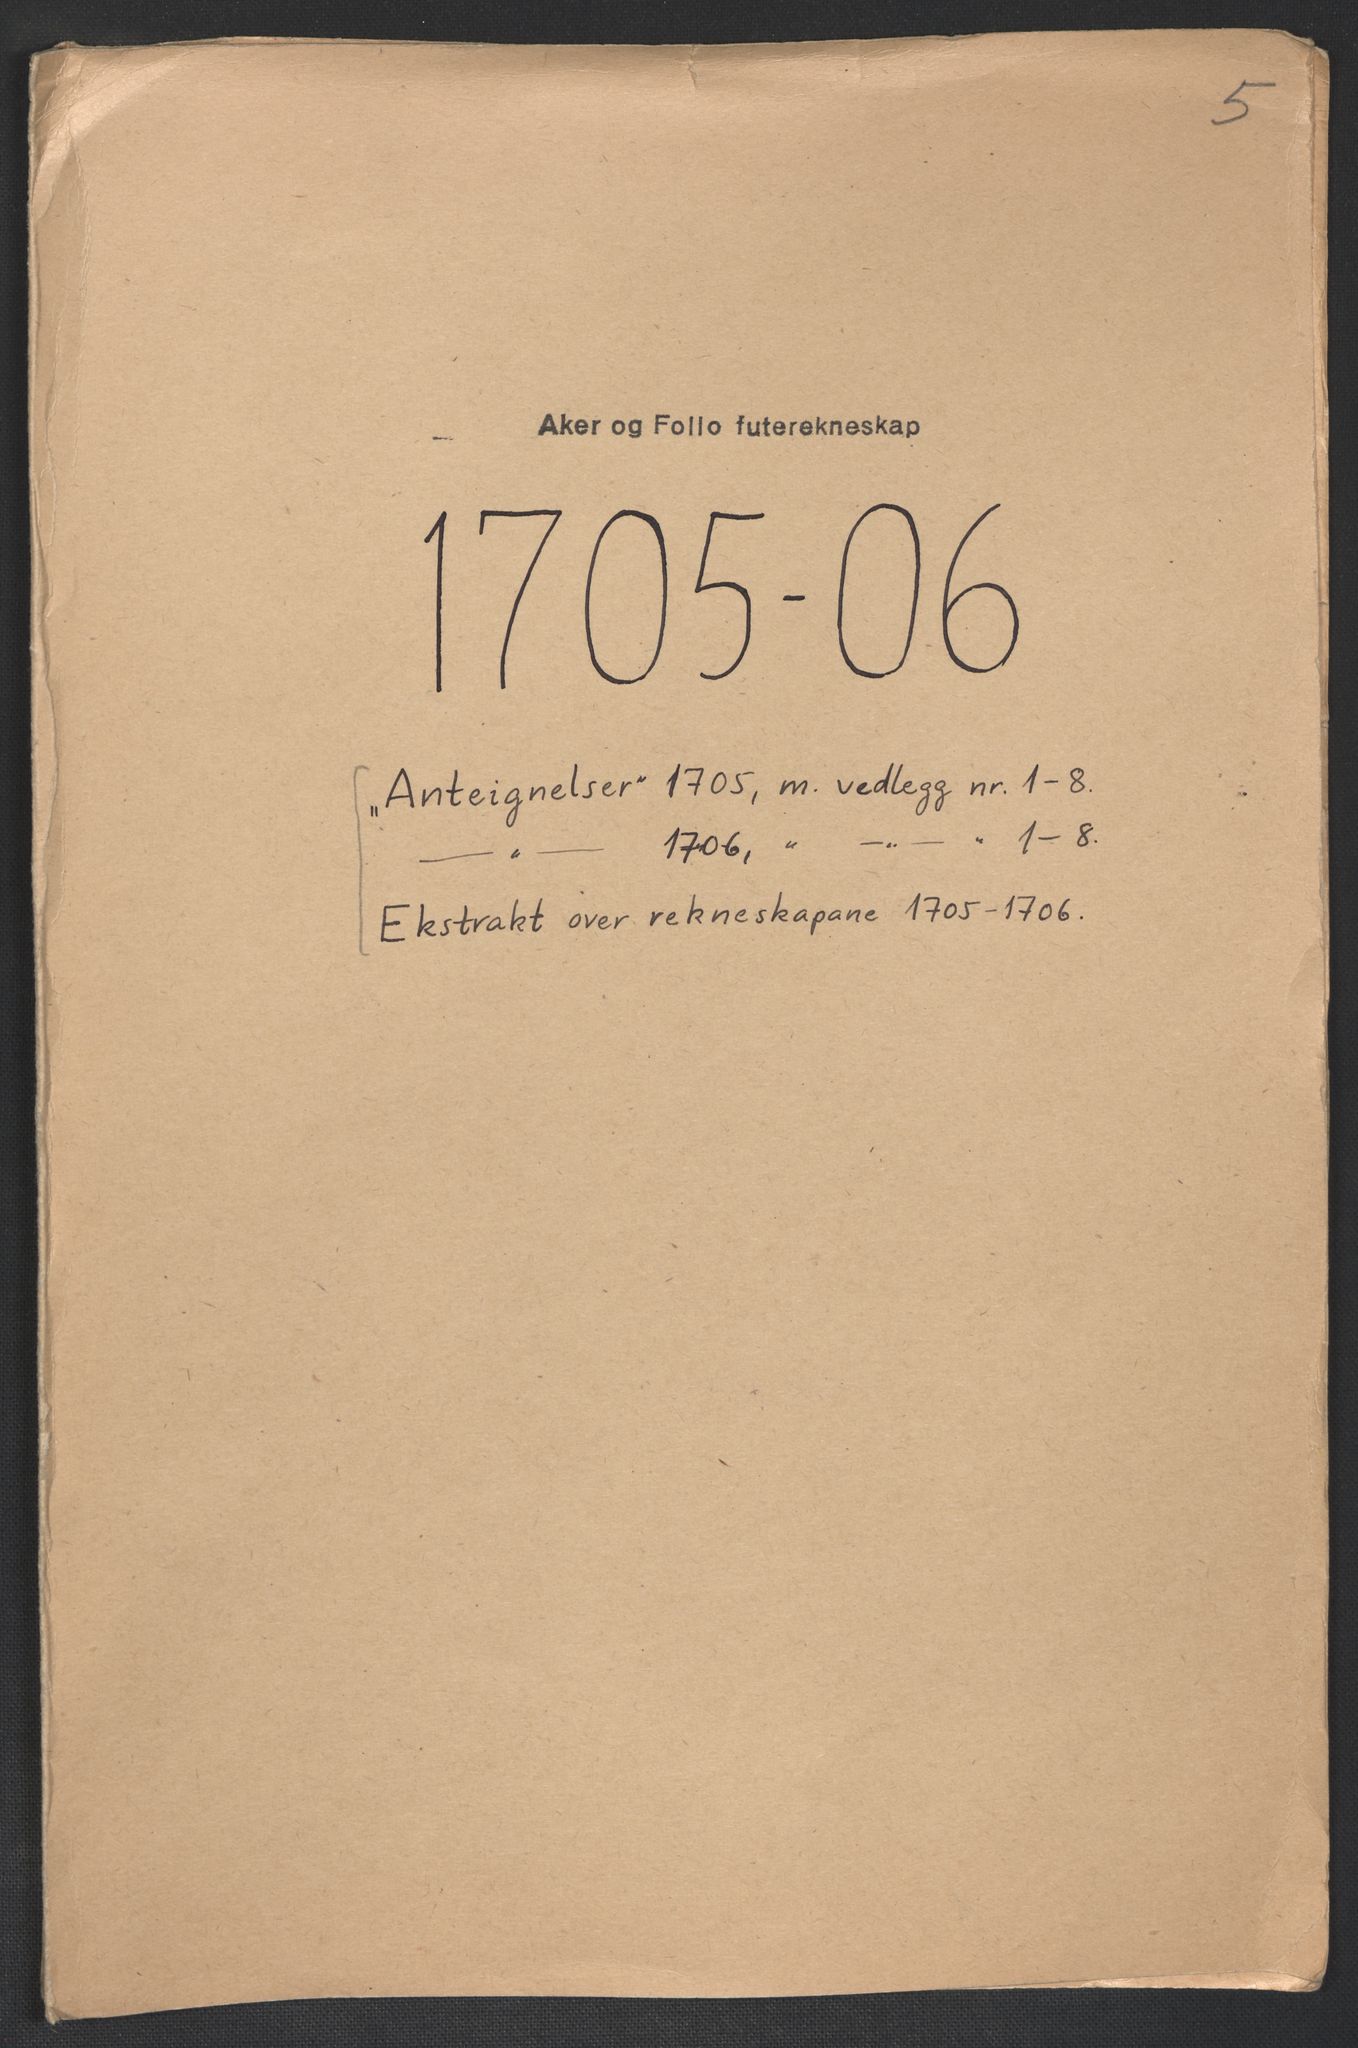 5
Aker og Follo futerekneskap
1705-06
„Anteignelser“ 1705, m. vedlegg nr. 1-8.
— „ — 1706, „ — „ — „ 1-8.
Ekstrakt over rekneskapane 1705-1706.